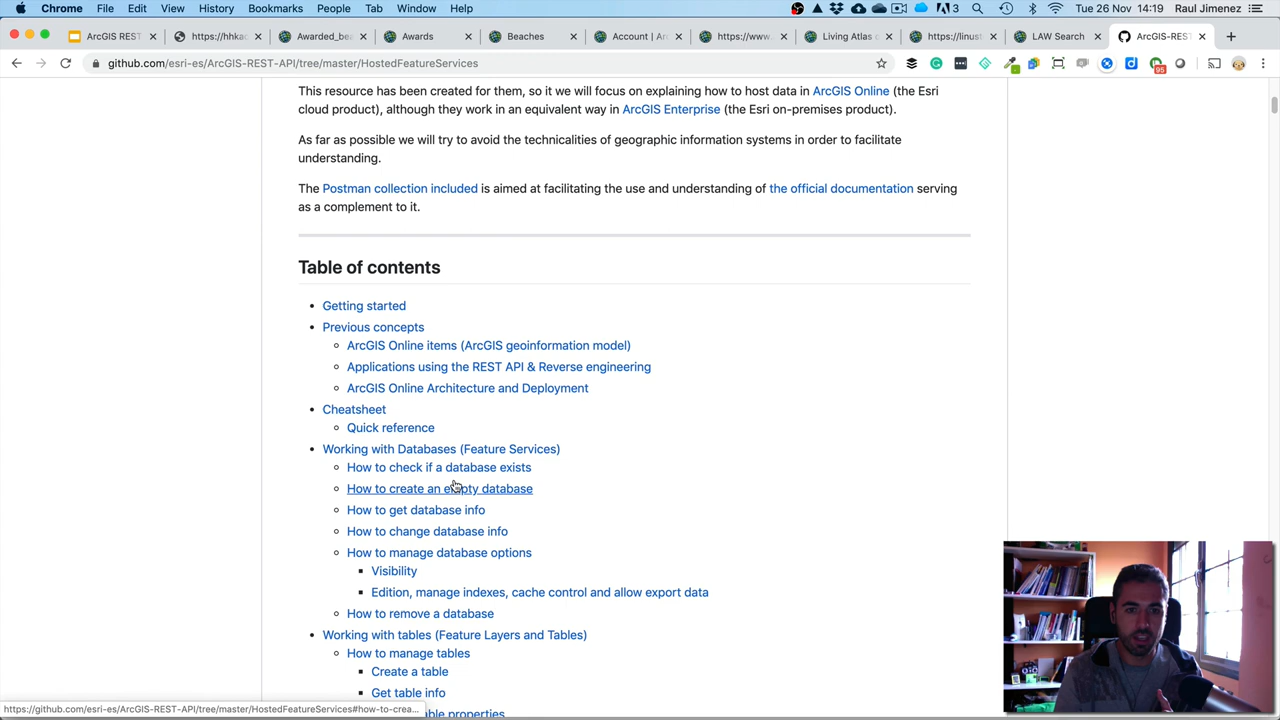 Chrome File Edit View History Bookmarks People Tab Window Help
Tue 26 Nov 14:19 Raul Jimenez
ArcGIS REST
https://hhkac
Awarded_bea
Awards
Beaches
Account | Arc
https://www.
Living Atlas o
https://linust
LAW Search
ArcGIS-REST-
github.com/esri-es/ArcGIS-REST-API/tree/master/HostedFeatureServices
95
This resource has been created for them, so it we will focus on explaining how to host data in ArcGIS Online (the Esri
cloud product), although they work in an equivalent way in ArcGIS Enterprise (the Esri on-premises product).
As far as possible we will try to avoid the technicalities of geographic information systems in order to facilitate
understanding.
The Postman collection included is aimed at facilitating the use and understanding of the official documentation serving
as a complement to it.
Table of contents
Getting started
Previous concepts
ArcGIS Online items (ArcGIS geoinformation model)
Applications using the REST API & Reverse engineering
ArcGIS Online Architecture and Deployment
Cheatsheet
Quick reference
Working with Databases (Feature Services)
How to check if a database exists
How to create an empty database
How to get database info
How to change database info
How to manage database options
Visibility
Edition, manage indexes, cache control and allow export data
How to remove a database
Working with tables (Feature Layers and Tables)
How to manage tables
Create a table
Get table info
table properties
https://github.com/esri-es/ArcGIS-REST-API/tree/master/HostedFeatureServices#how-to-crea...